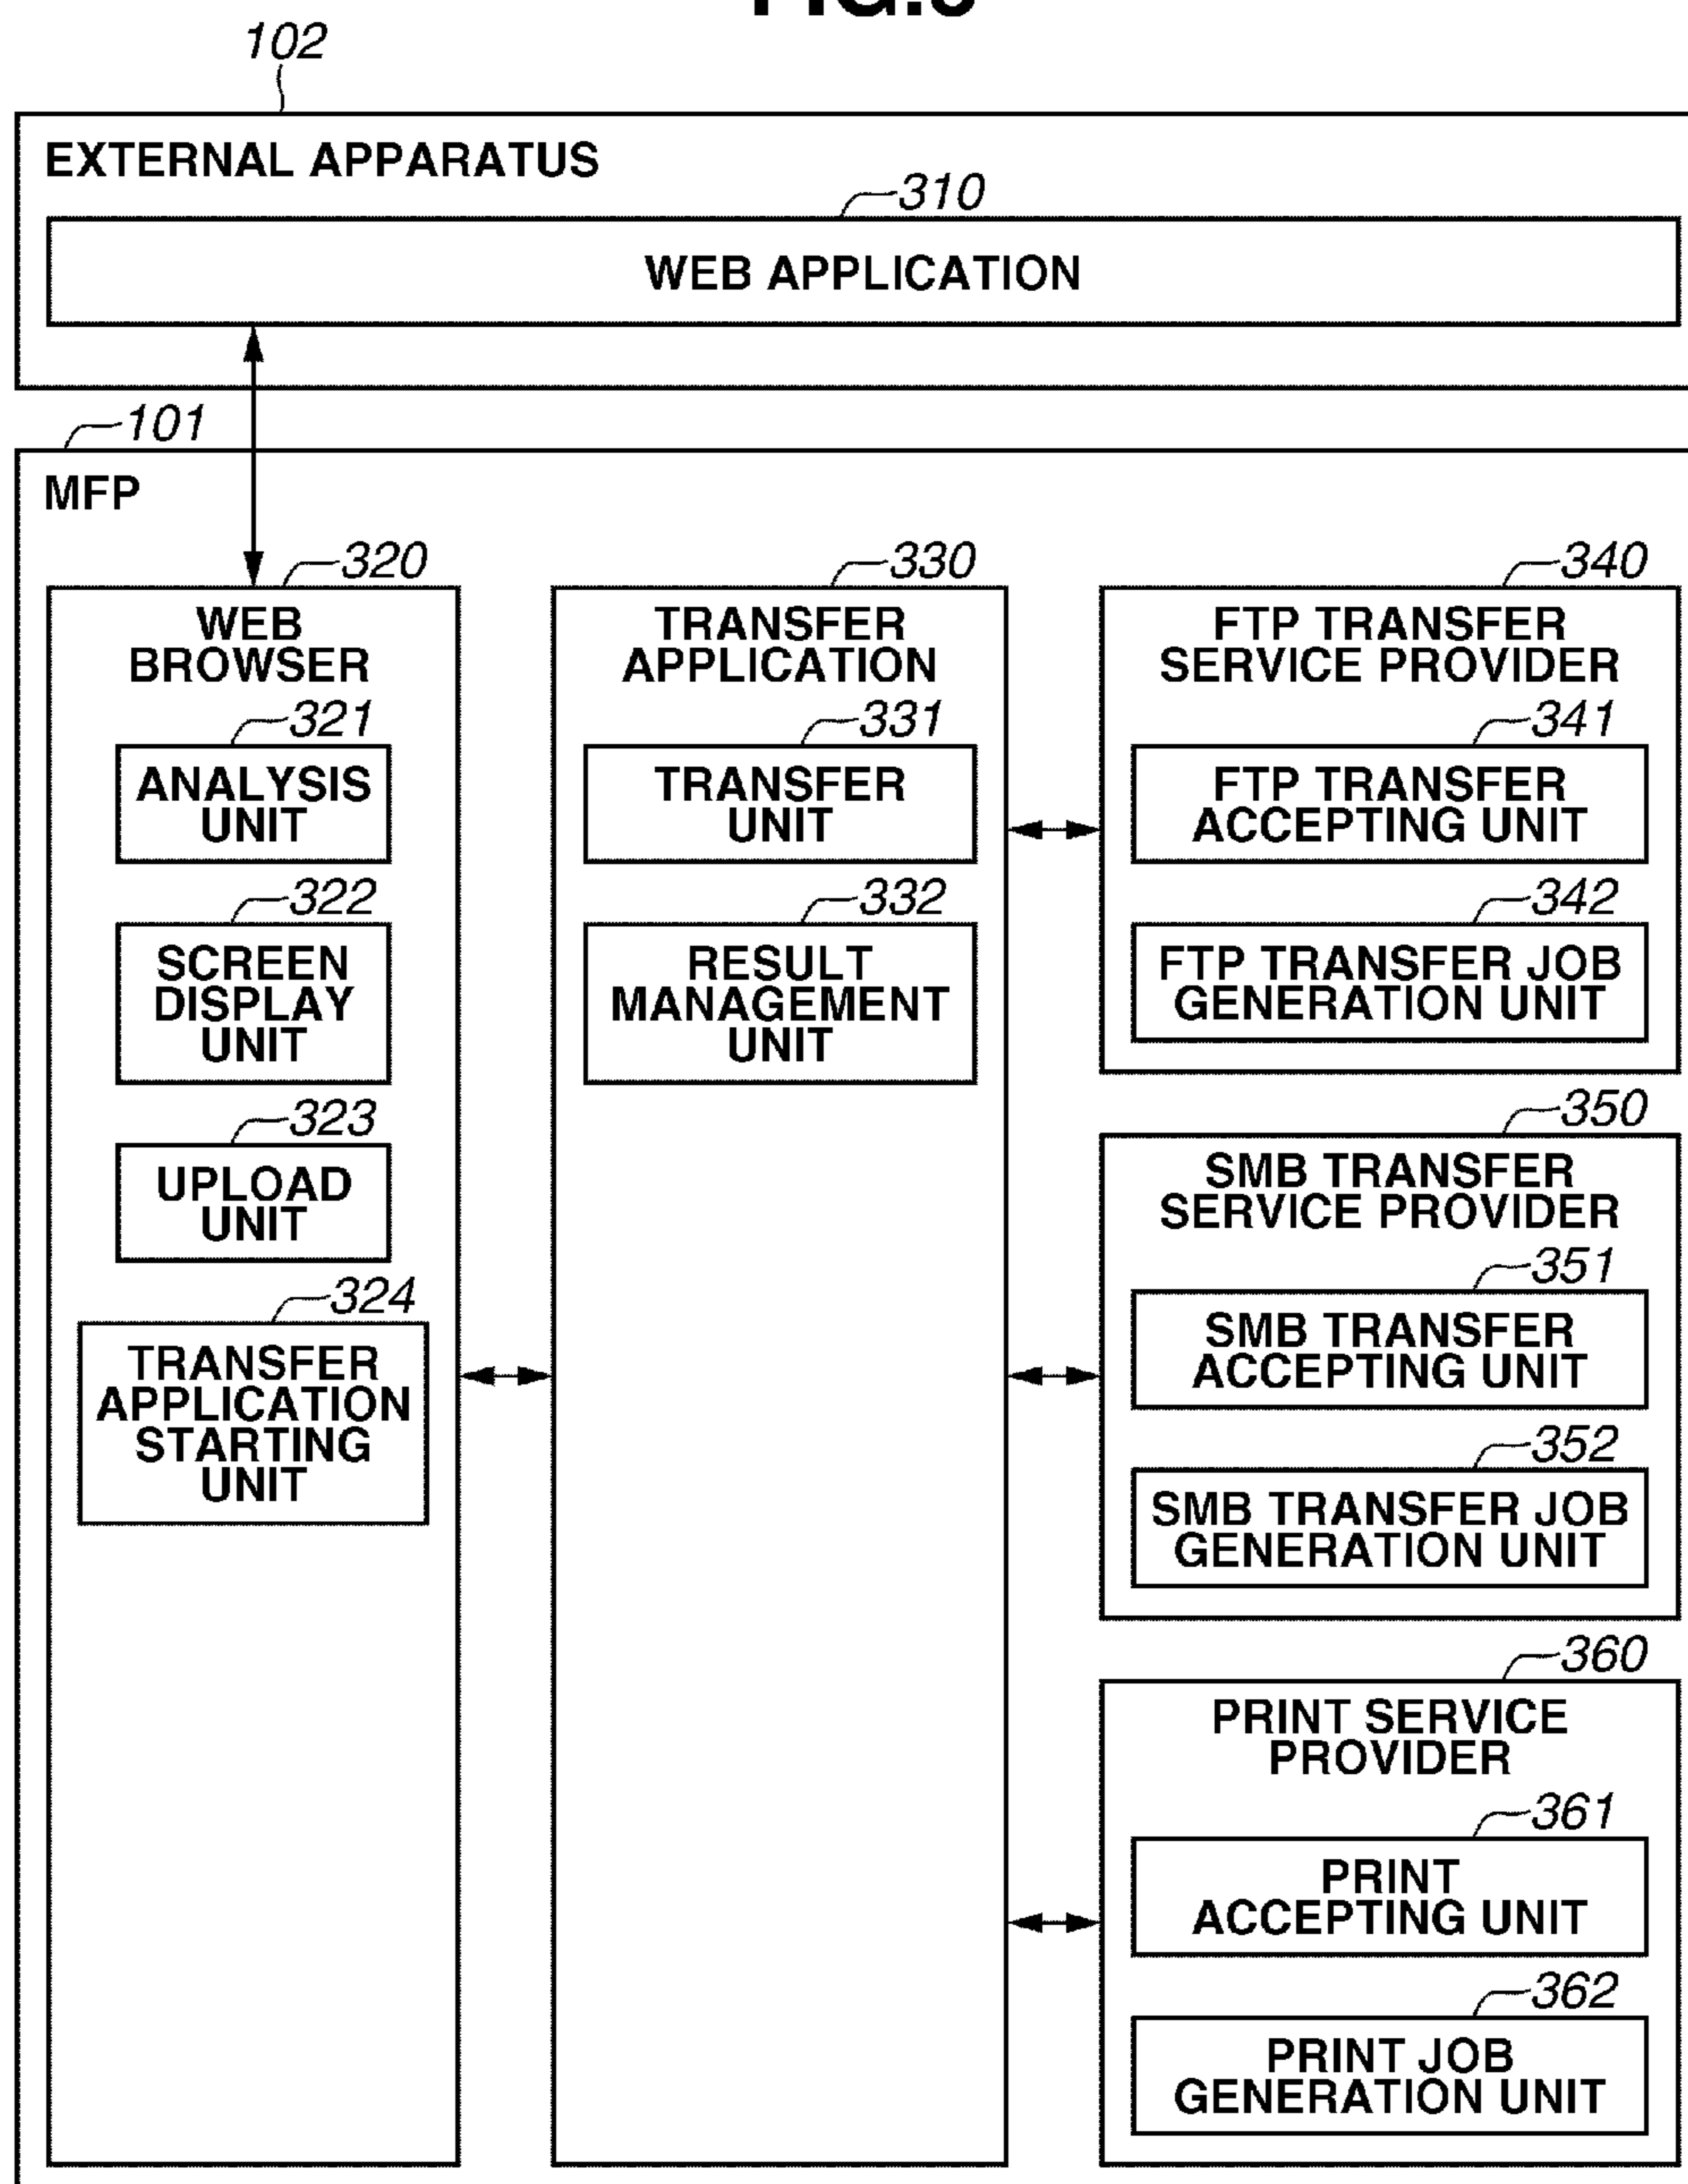 102
EXTERNAL APPARATUS
310
WEB APPLICATION
101
MFP
320
WEB
BROWSER
321
ANALYSIS
UNIT
322
SCREEN
DISPLAY
UNIT
323
UPLOAD
UNIT
324
TRANSFER
APPLICATION
STARTING
UNIT
330
TRANSFER
APPLICATION
331
TRANSFER
UNIT
332
RESULT
MANAGEMENT
UNIT
340
FTP TRANSFER
SERVICE PROVIDER
341
FTP TRANSFER
ACCEPTING UNIT
342
FTP TRANSFER JOB
GENERATION UNIT
350
SMB TRANSFER
SERVICE PROVIDER
351
SMB TRANSFER
ACCEPTING UNIT
352
SMB TRANSFER JOB
GENERATION UNIT
360
PRINT SERVICE
PROVIDER
361
PRINT
ACCEPTING UNIT
362
PRINT JOB
GENERATION UNIT